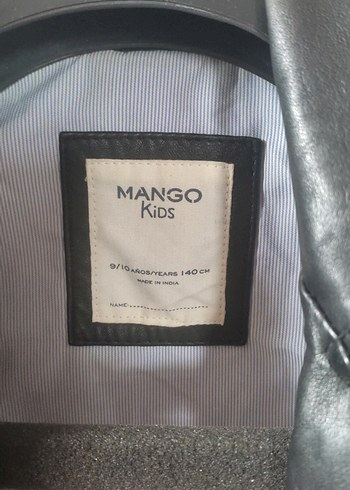 MANGO
KiDS
9/10 AÑOS/YEARS 140 CM
MADE IN INDIA
NAME: